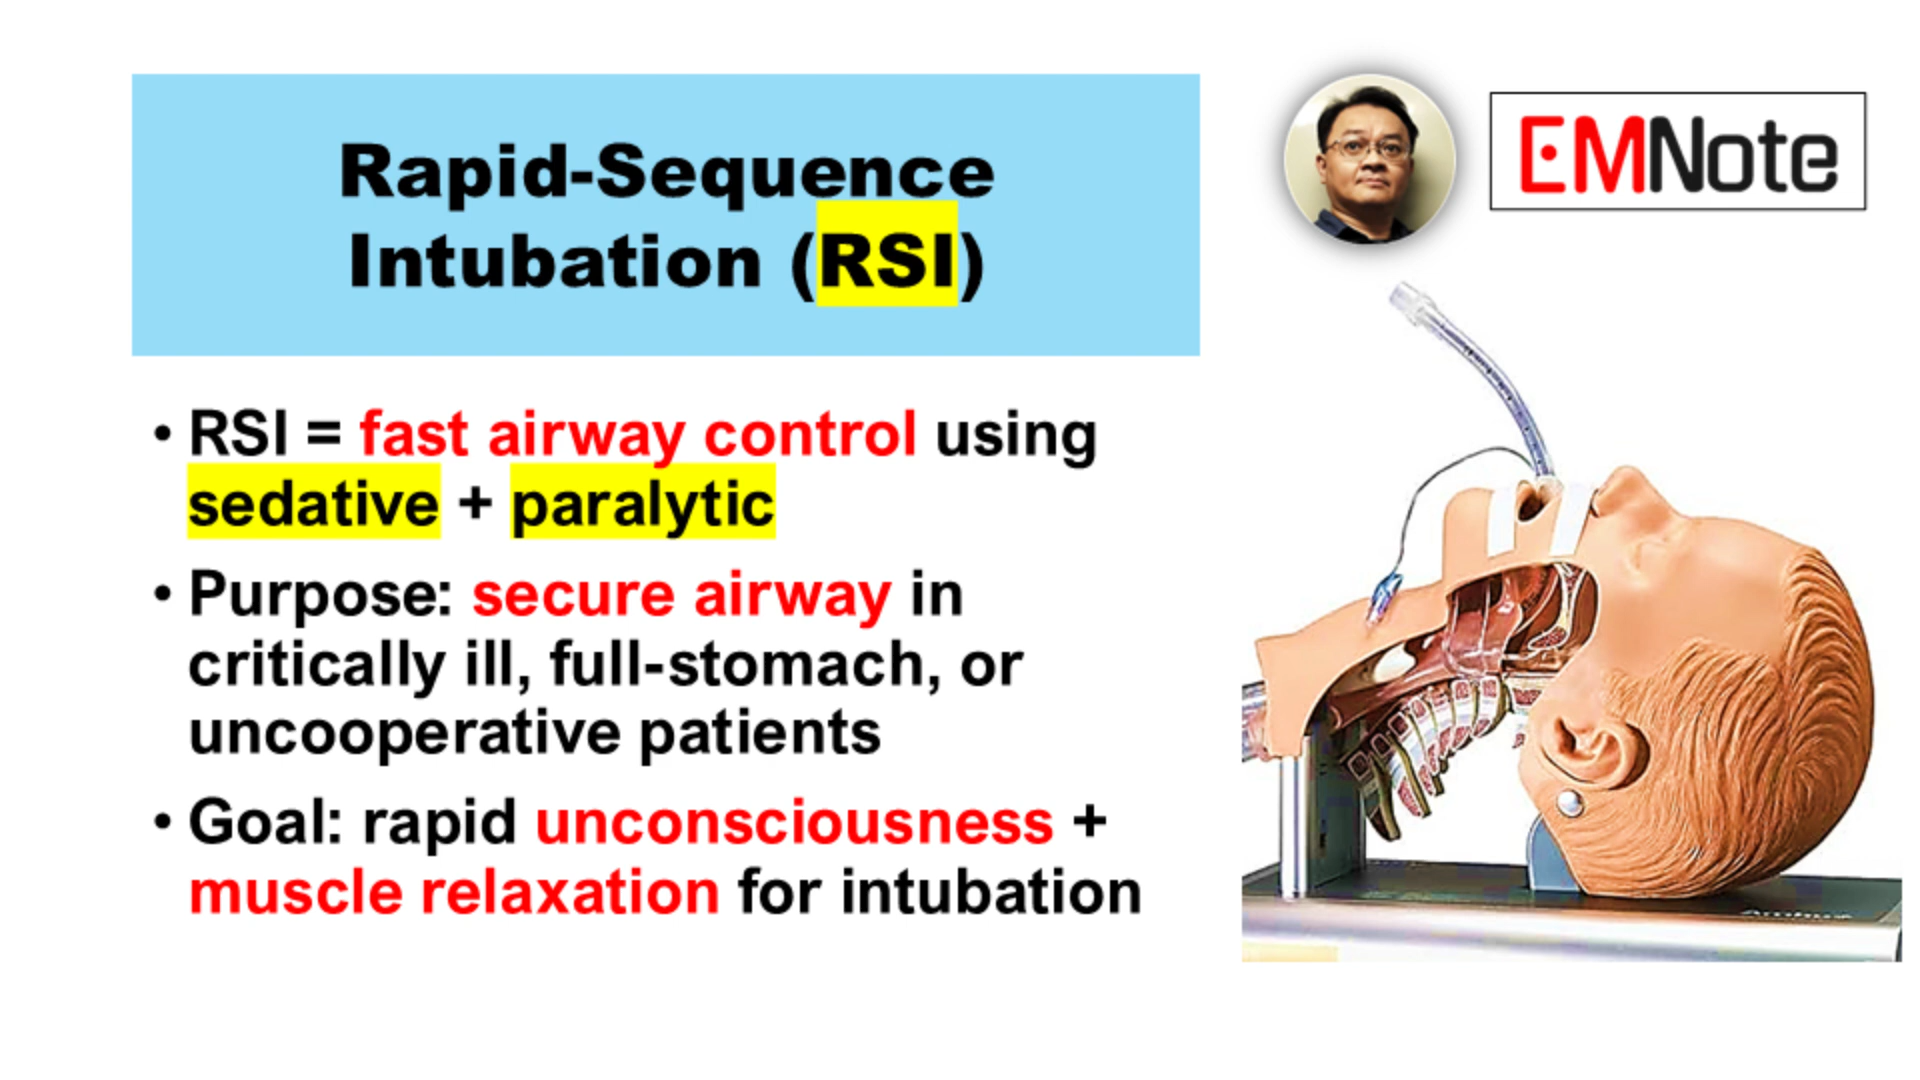 Rapid-Sequence
Intubation (RSI)
EMNote
• RSI = fast airway control using
sedative + paralytic
• Purpose: secure airway in
critically ill, full-stomach, or
uncooperative patients
• Goal: rapid unconsciousness +
muscle relaxation for intubation